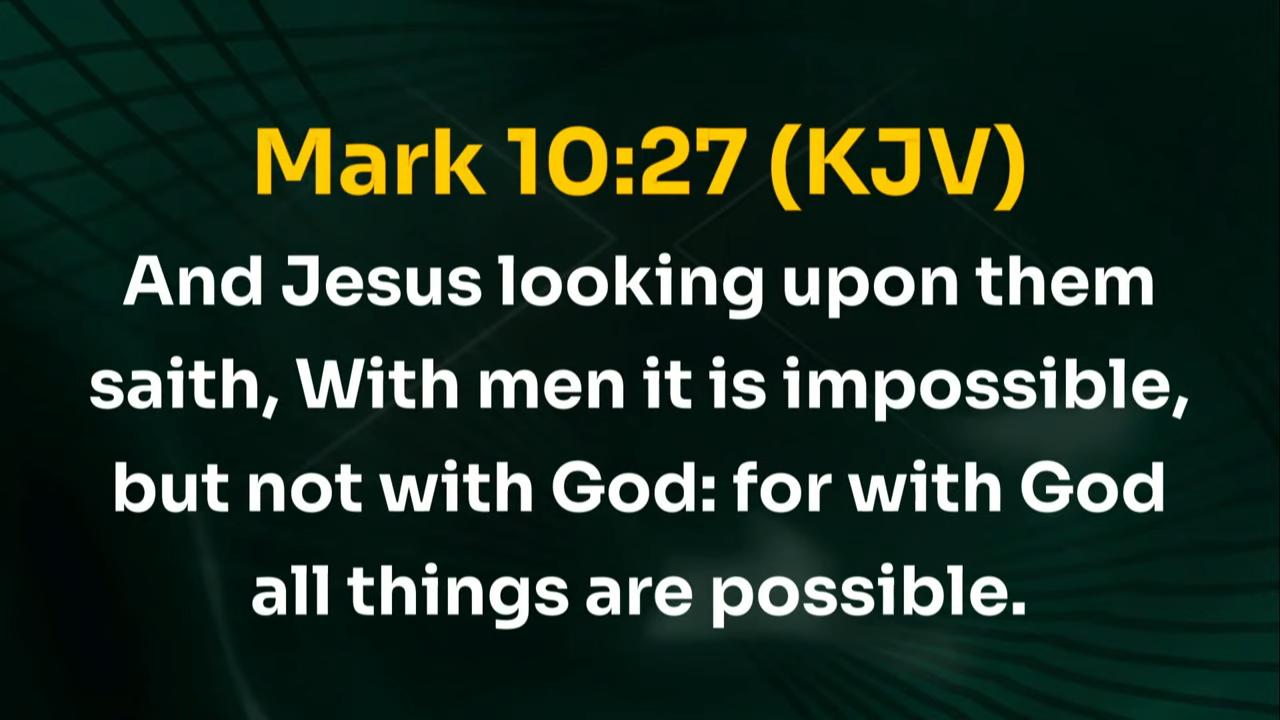 Mark 10:27 (KJV)
And Jesus looking upon them
saith, With men it is impossible,
but not with God: for with God
all things are possible.